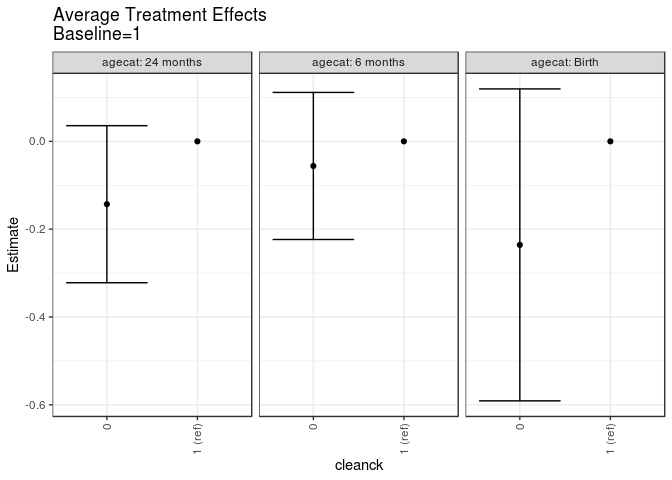 Average Treatment Effects
Baseline=1
agecat: 24 months
agecat: 6 months
agecat: Birth
0.0
-0.2
-0.4
-0.6
Estimate
0
1 (ref)
0
1 (ref)
0
1 (ref)
cleanck